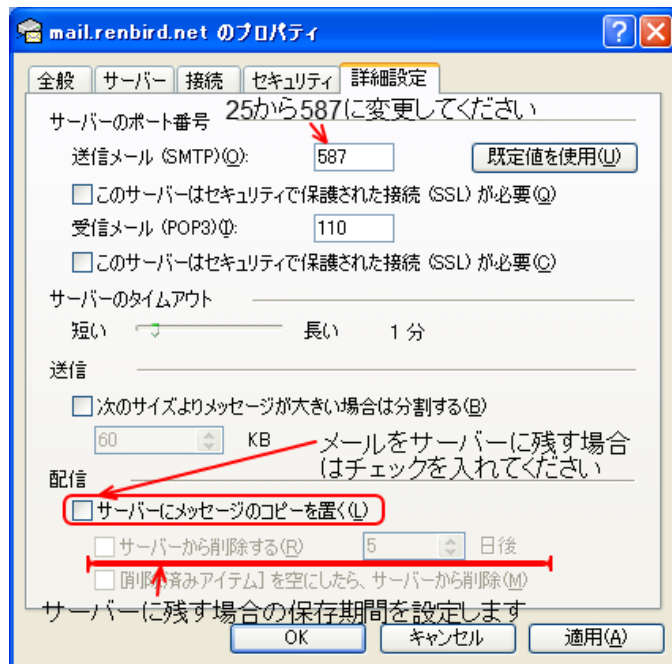 mail.renbird.net のプロパティ
全般 サーバー 接続 セキュリティ 詳細設定
25から587に変更してください
サーバーのポート番号
送信メール (SMTP)(O): 587 既定値を使用(U)
このサーバーはセキュリティで保護された接続 (SSL) が必要(Q)
受信メール (POP3)(I): 110
このサーバーはセキュリティで保護された接続 (SSL) が必要(C)
サーバーのタイムアウト
短い 長い 1 分
送信
次のサイズよりメッセージが大きい場合は分割する(B)
60 KB
メールをサーバーに残す場合
はチェックを入れてください
配信
サーバーにメッセージのコピーを置く(L)
サーバーから削除する(R) 5 日後
[削除済みアイテム] を空にしたら、サーバーから削除(M)
サーバーに残す場合の保存期間を設定します
OK キャンセル 適用(A)